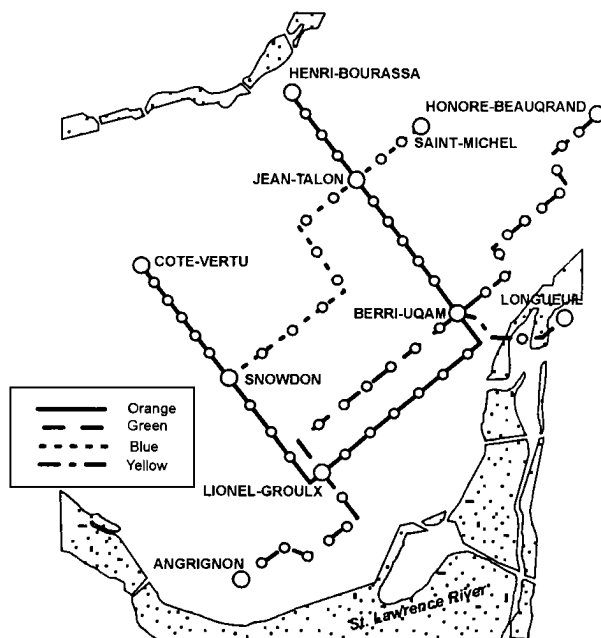 HENRI-BOURASSA
HONORE-BEAUQRAND
SAINT-MICHEL
JEAN-TALON
COTE-VERTU
LONGUEUIL
BERRI-UQAM
SNOWDON
Orange
Green
Blue
Yellow
LIONEL-GROULX
ANGRIGNON
St. Lawrence River